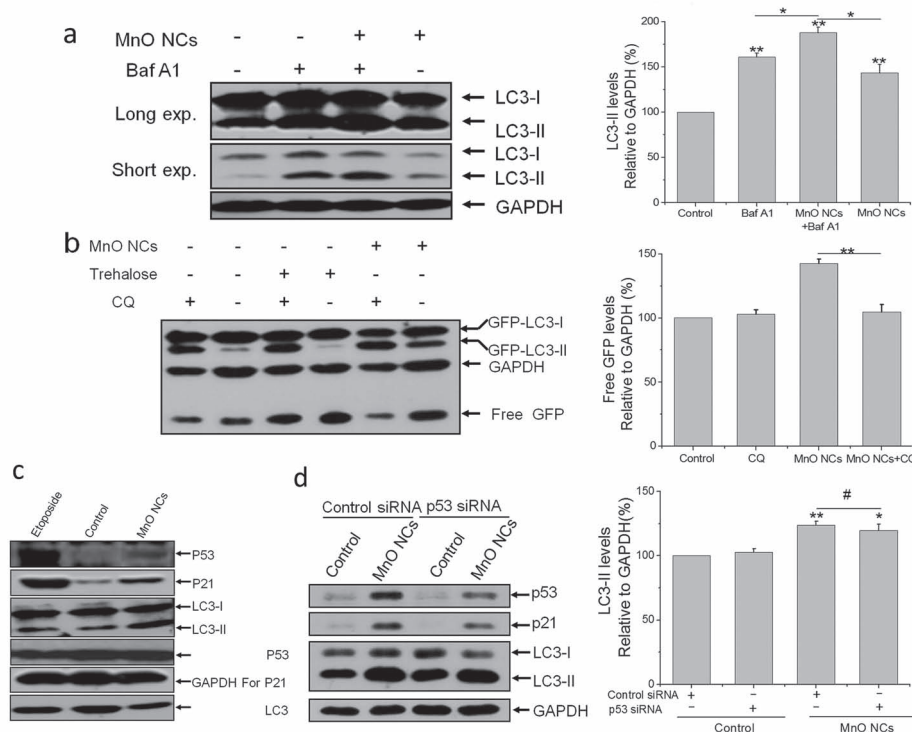 a
MnO NCs - - + +
Baf A1 - + + -
Long exp.
LC3-I
LC3-II
Short exp.
LC3-I
LC3-II
GAPDH
LC3-II levels
Relative to GAPDH (%)
200
150
100
50
0
* *
** ** **
Control Baf A1 MnO NCs MnO NCs
+Baf A1
b
MnO NCs - - - - + +
Trehalose - - + + - -
CQ + - + - + -
GFP-LC3-I
GFP-LC3-II
GAPDH
Free GFP
Free GFP levels
Relative to GAPDH (%)
150
100
50
0
**
Control CQ MnO NCs MnO NCs+CQ
c
Etoposide Control MnO NCs
P53
P21
LC3-I
LC3-II
P53
GAPDH For P21
LC3
d
Control siRNA p53 siRNA
Control MnO NCs Control MnO NCs
p53
p21
LC3-I
LC3-II
GAPDH
LC3-II levels
Relative to GAPDH(%)
150
100
50
0
#
** *
Control siRNA + - + -
p53 siRNA - + - +
Control MnO NCs